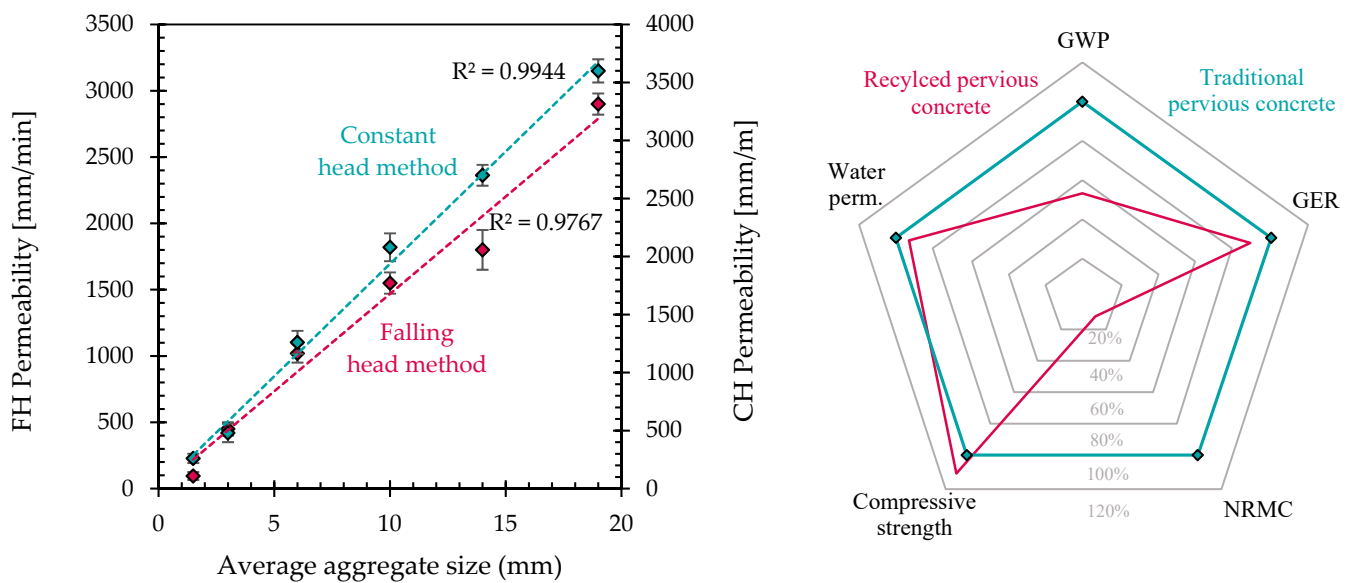 3500
3000
2500
2000
1500
1000
500
0
FH Permeability [mm/min]
0
5
10
15
20
Average aggregate size (mm)
4000
3500
3000
2500
2000
1500
1000
500
0
CH Permeability [mm/m]
R² = 0.9944
Constant
head method
R² = 0.9767
Falling
head method
GWP
Recylced pervious
concrete
Traditional
pervious concrete
Water
perm.
GER
20%
40%
60%
80%
100%
120%
Compressive
strength
NRMC